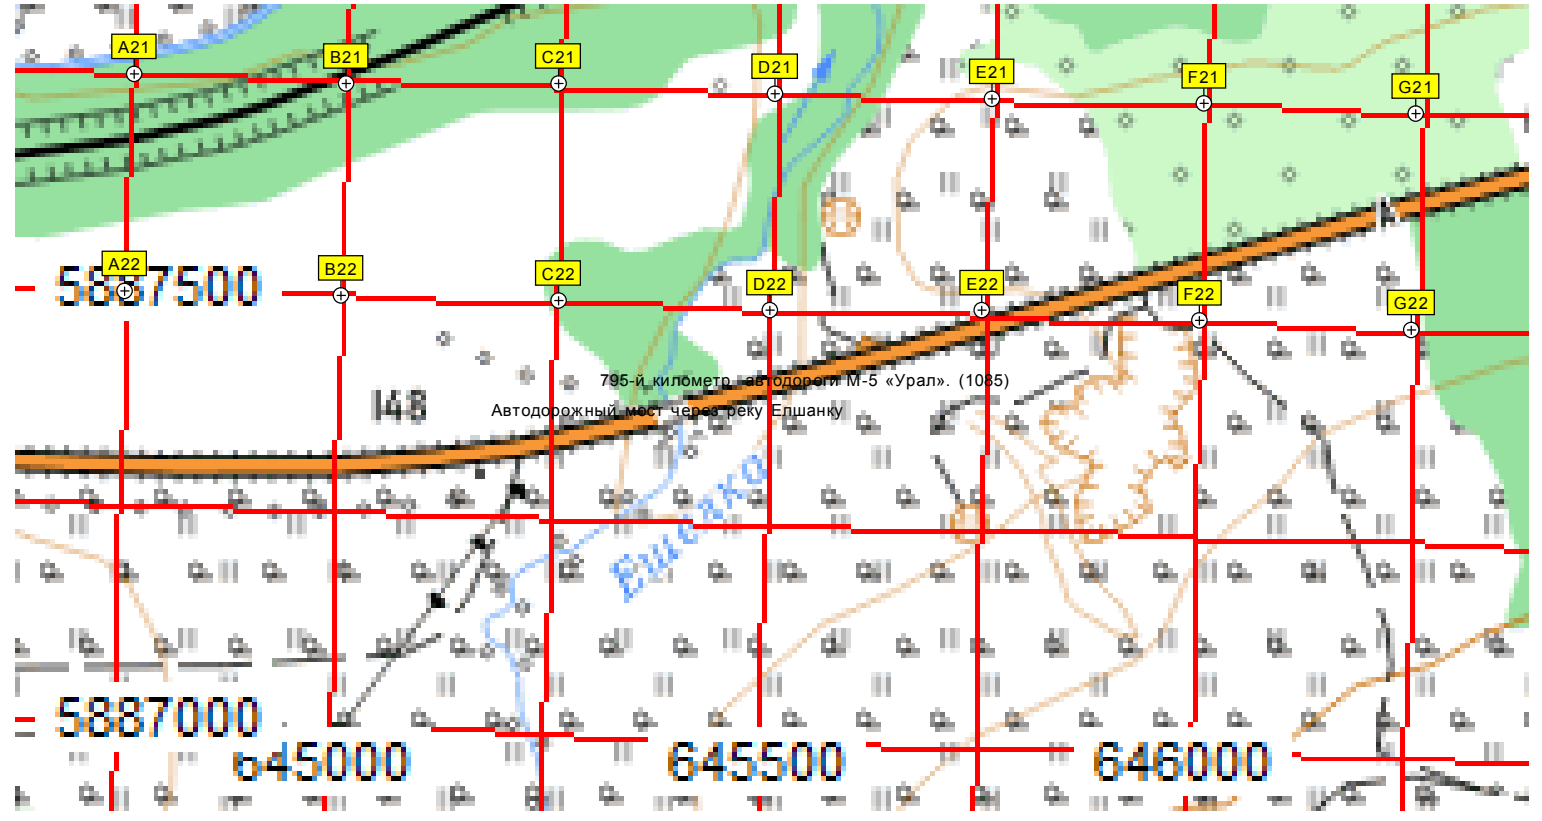 A21
B21
C21
D21
E21
F21
G21
A22
B22
C22
D22
E22
F22
G22
5887500
А
148
795-й километр автодороги М-5 «Урал». (1085)
Автодорожный мост через реку Елшанку
5887000
645000
645500
646000